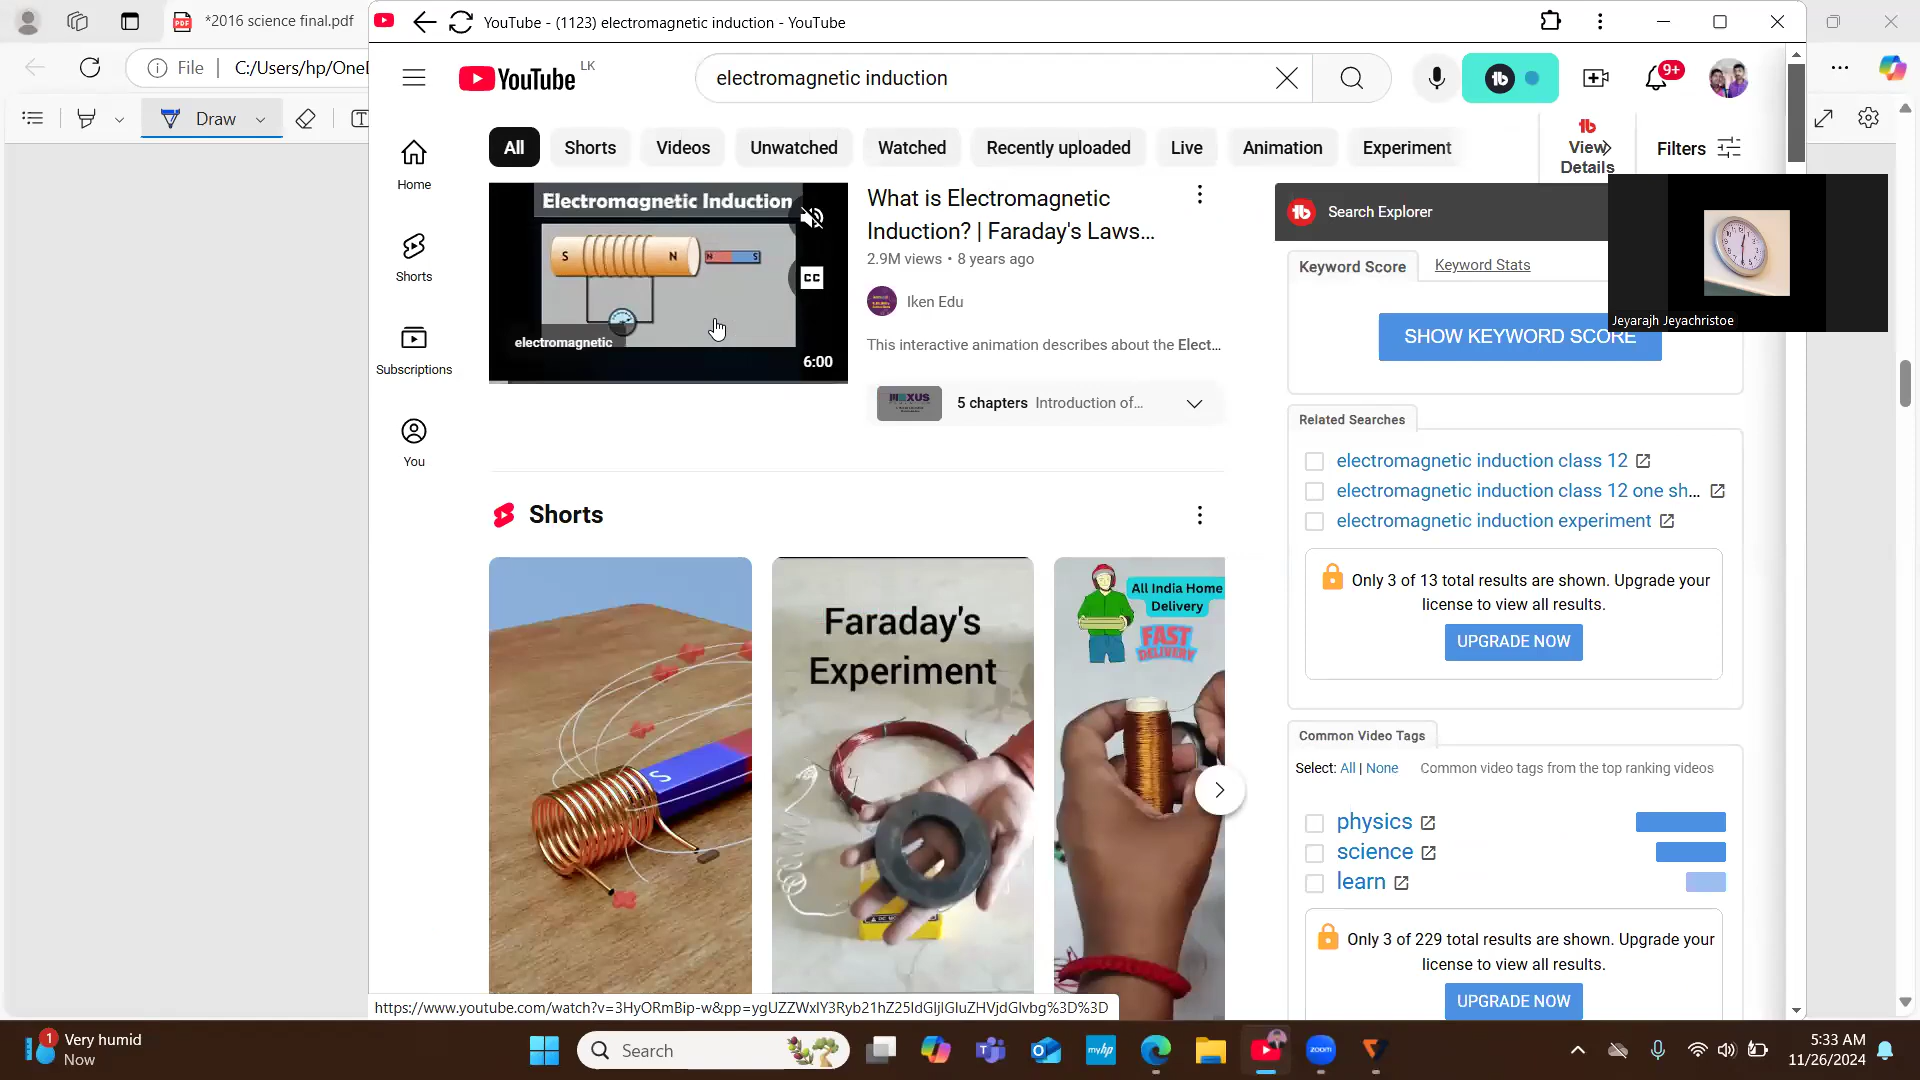 *2016 science final.pdf
YouTube - (1123) electromagnetic induction - YouTube
File
C:/Users/hp/OneD
Draw
YouTube
LK
electromagnetic induction
9+
All
Shorts
Videos
Unwatched
Watched
Recently uploaded
Live
Animation
Experiment
View
Details
Filters
Home
Shorts
Subscriptions
You
Electromagnetic Induction
S
N
N
S
CC
electromagnetic
6:00
What is Electromagnetic
Induction? | Faraday's Laws...
2.9M views • 8 years ago
Iken Edu
This interactive animation describes about the Elect...
5 chapters Introduction of...
Search Explorer
Keyword Score
Keyword Stats
SHOW KEYWORD SCORE
Jeyarajh Jeyachristoe
Related Searches
electromagnetic induction class 12
electromagnetic induction class 12 one sh...
electromagnetic induction experiment
Only 3 of 13 total results are shown. Upgrade your
license to view all results.
UPGRADE NOW
Shorts
S
Faraday's
Experiment
All India Home
Delivery
FAST
DELIVERY
Common Video Tags
Select: All | None
Common video tags from the top ranking videos
physics
science
learn
Only 3 of 229 total results are shown. Upgrade your
license to view all results.
UPGRADE NOW
https://www.youtube.com/watch?v=3HyORmBip-w&pp=ygUZZWxlY3Ryb21hZ25ldGljIGluZHVjdGlvbg%3D%3D
1
Very humid
Now
Search
myhp
zoom
5:33 AM
11/26/2024